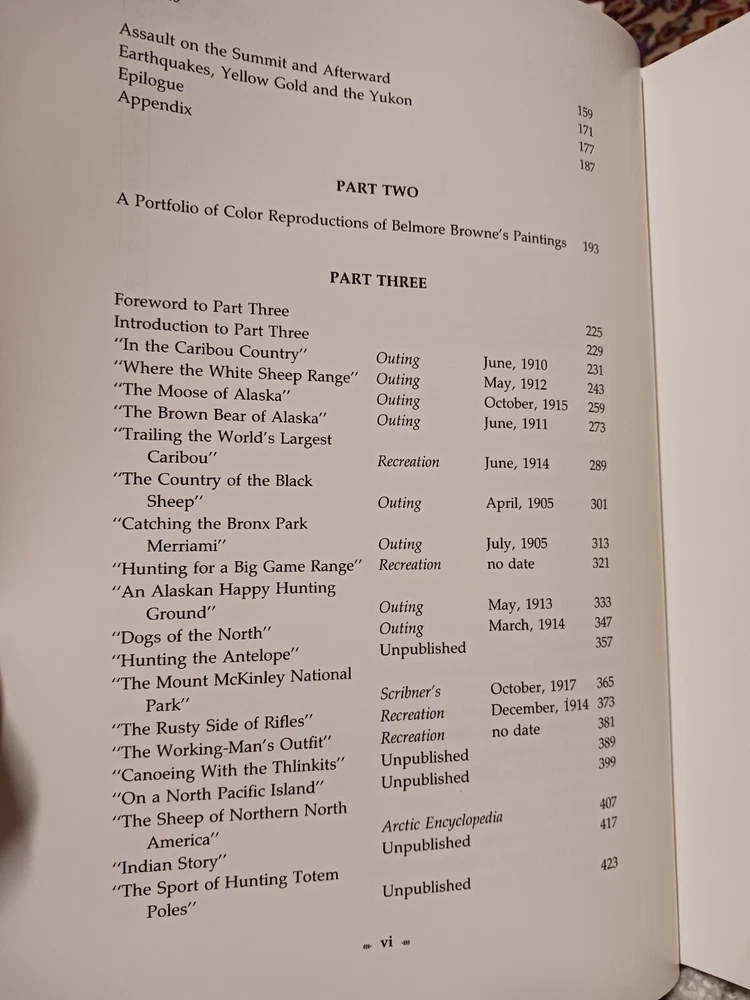 Assault on the Summit and Afterward 159
Earthquakes, Yellow Gold and the Yukon 171
Epilogue 177
Appendix 187
PART TWO
A Portfolio of Color Reproductions of Belmore Browne's Paintings 193
PART THREE
Foreword to Part Three 225
Introduction to Part Three 229
"In the Caribou Country" Outing June, 1910 231
"Where the White Sheep Range" Outing May, 1912 243
"The Moose of Alaska" Outing October, 1915 259
"The Brown Bear of Alaska" Outing June, 1911 273
"Trailing the World's Largest
Caribou" Recreation June, 1914 289
"The Country of the Black
Sheep" Outing April, 1905 301
"Catching the Bronx Park
Merriami" Outing July, 1905 313
"Hunting for a Big Game Range" Recreation no date 321
"An Alaskan Happy Hunting
Ground" Outing May, 1913 333
"Dogs of the North" Outing March, 1914 347
"Hunting the Antelope" Unpublished 357
"The Mount McKinley National
Park" Scribner's October, 1917 365
"The Rusty Side of Rifles" Recreation December, 1914 373
"The Working-Man's Outfit" Recreation no date 381
"Canoeing With the Thlinkits" Unpublished 389
"On a North Pacific Island" Unpublished 399
"The Sheep of Northern North
America" Arctic Encyclopedia 407
"Indian Story" Unpublished 417
"The Sport of Hunting Totem
Poles" Unpublished 423
vi